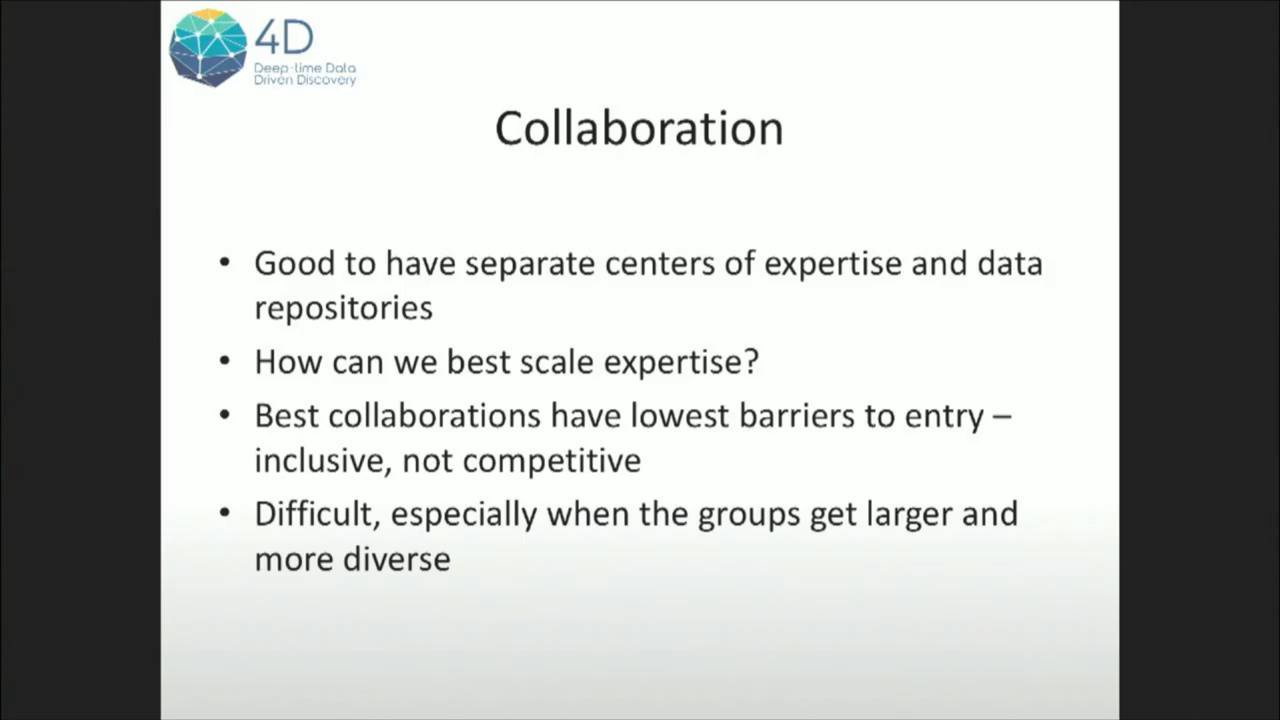 4D
Deep-time Data
Driven Discovery
Collaboration
• Good to have separate centers of expertise and data
repositories
• How can we best scale expertise?
• Best collaborations have lowest barriers to entry –
inclusive, not competitive
• Difficult, especially when the groups get larger and
more diverse